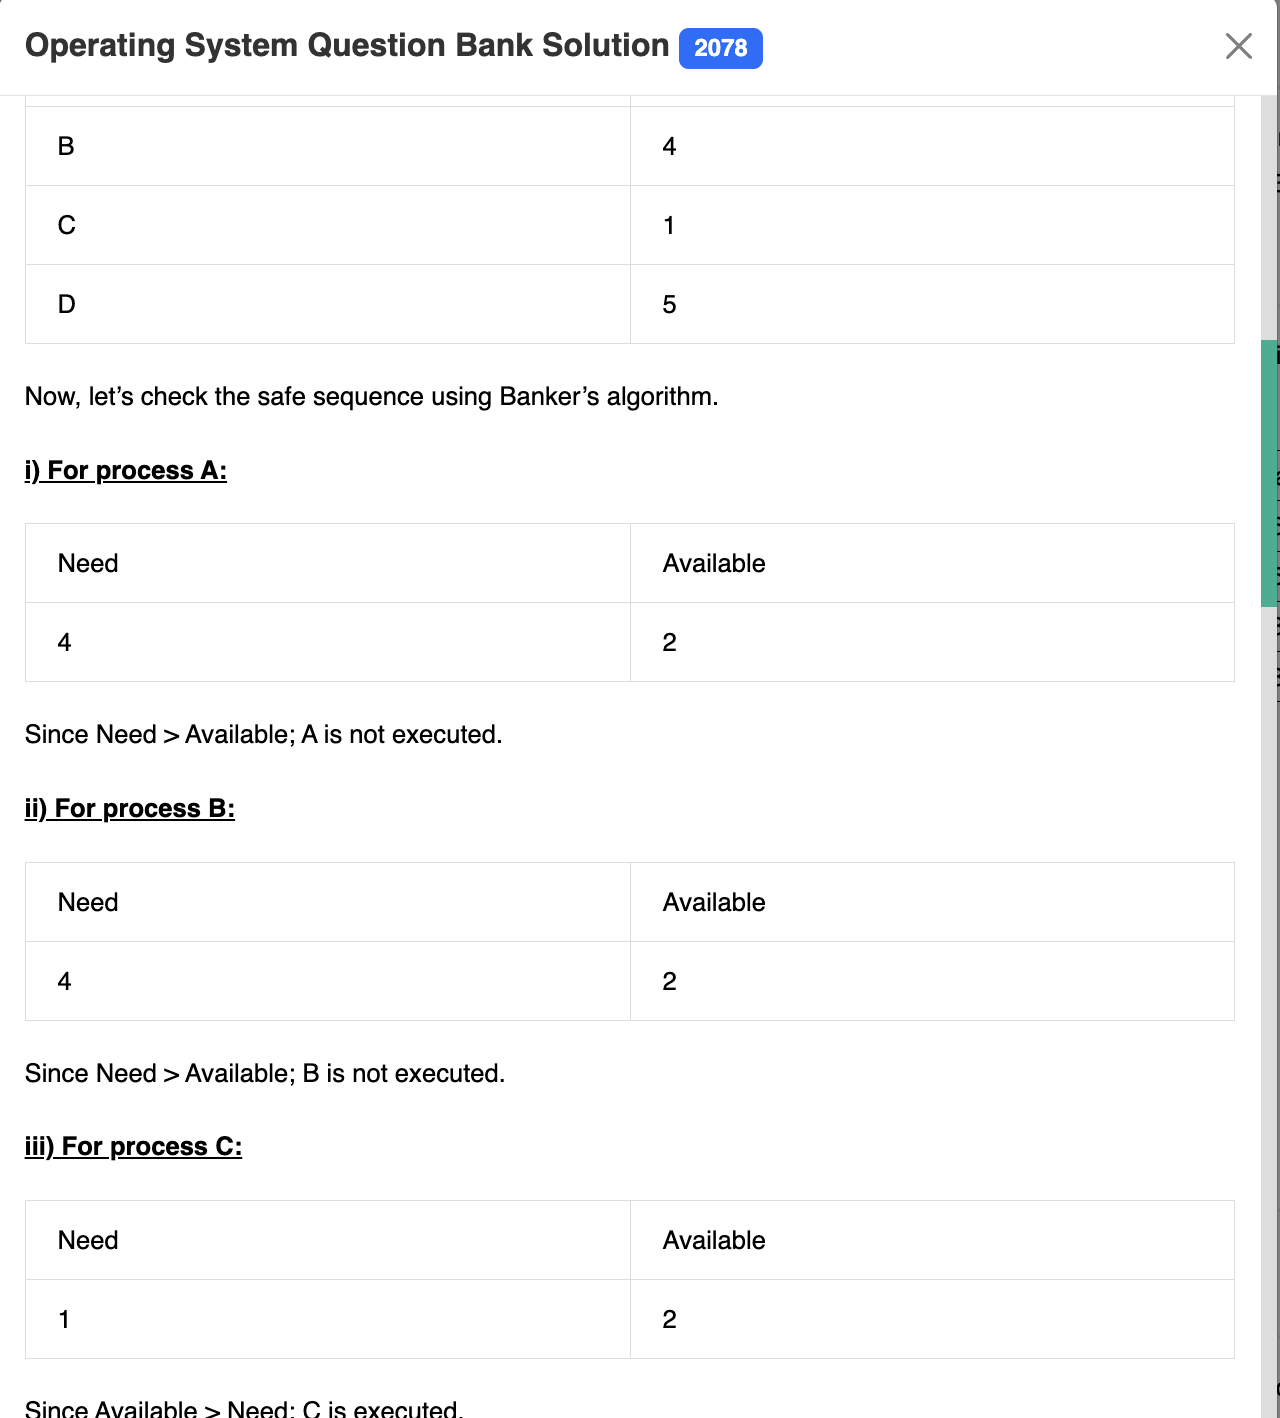 Operating System Question Bank Solution 2078
B 4
C 1
D 5
Now, let’s check the safe sequence using Banker’s algorithm.
i) For process A:
Need Available
4 2
Since Need > Available; A is not executed.
ii) For process B:
Need Available
4 2
Since Need > Available; B is not executed.
iii) For process C:
Need Available
1 2
Since Available > Need; C is executed.